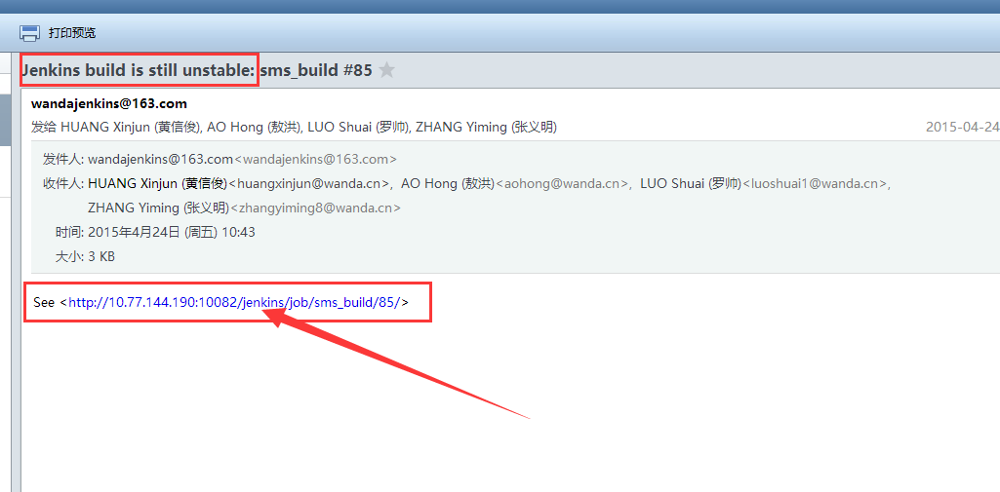 打印预览
Jenkins build is still unstable: sms_build #85
wandajenkins@163.com
发给 HUANG Xinjun (黄信俊), AO Hong (敖洪), LUO Shuai (罗帅), ZHANG Yiming (张义明)
2015-04-24
发件人: wandajenkins@163.com<wandajenkins@163.com>
收件人: HUANG Xinjun (黄信俊)<huangxinjun@wanda.cn>, AO Hong (敖洪)<aohong@wanda.cn>, LUO Shuai (罗帅)<luoshuai1@wanda.cn>,
ZHANG Yiming (张义明)<zhangyiming8@wanda.cn>
时间: 2015年4月24日 (周五) 10:43
大小: 3 KB
See <http://10.77.144.190:10082/jenkins/job/sms_build/85/>